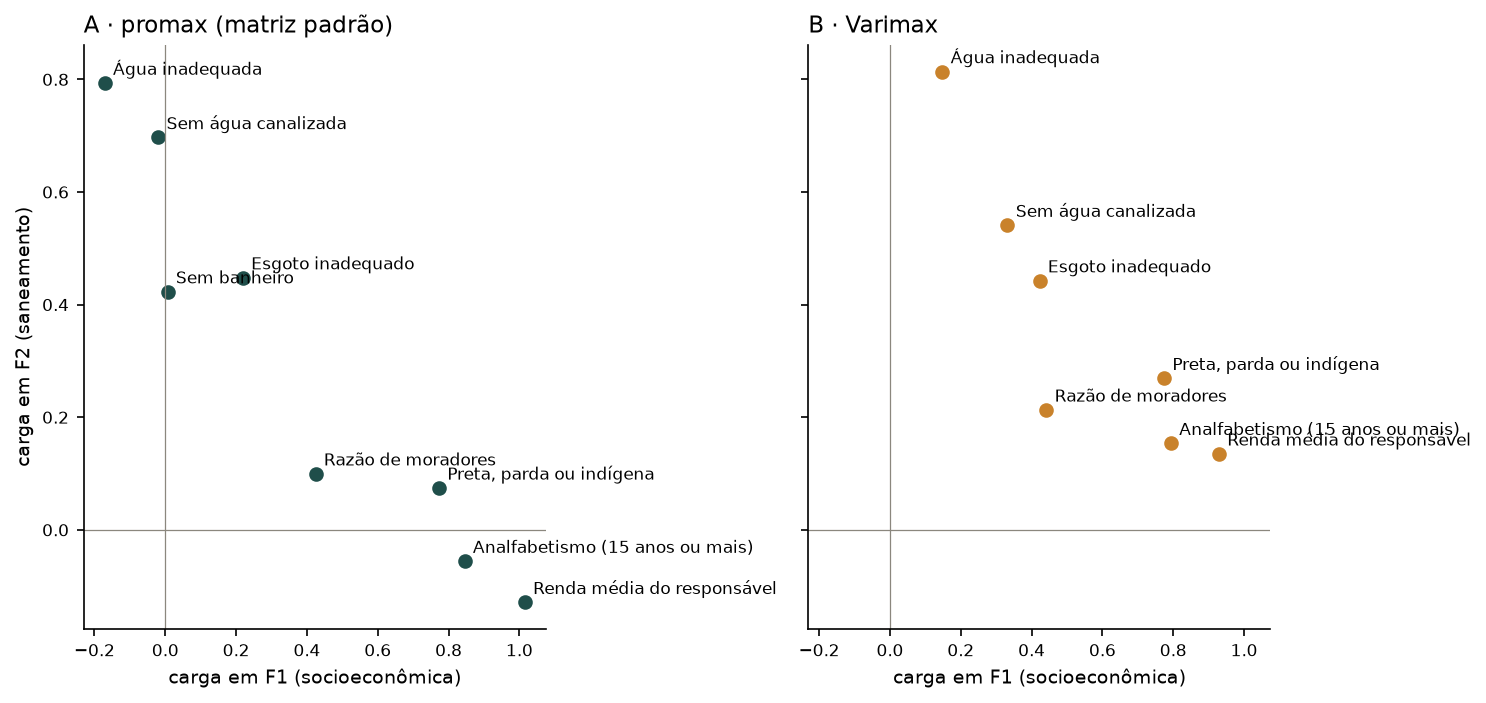 A · promax (matriz padrão)
Água inadequada
Sem água canalizada
Esgoto inadequado
Sem banheiro
Razão de moradores
Preta, parda ou indígena
Analfabetismo (15 anos ou mais)
Renda média do responsável
carga em F2 (saneamento)
0.8
0.6
0.4
0.2
0.0
−0.2 0.0 0.2 0.4 0.6 0.8 1.0
carga em F1 (socioeconômica)
B · Varimax
Água inadequada
Sem água canalizada
Esgoto inadequado
Preta, parda ou indígena
Razão de moradores
Analfabetismo (15 anos ou mais)
Renda média do responsável
−0.2 0.0 0.2 0.4 0.6 0.8 1.0
carga em F1 (socioeconômica)